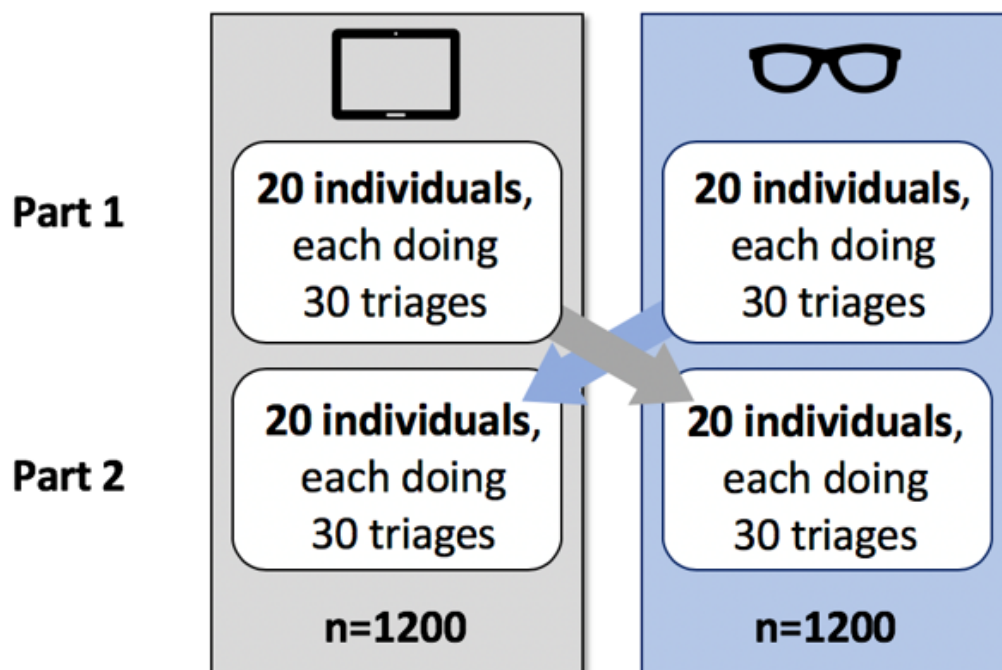 Part 1
20 individuals,
each doing
30 triages
20 individuals,
each doing
30 triages
Part 2
20 individuals,
each doing
30 triages
20 individuals,
each doing
30 triages
n=1200
n=1200